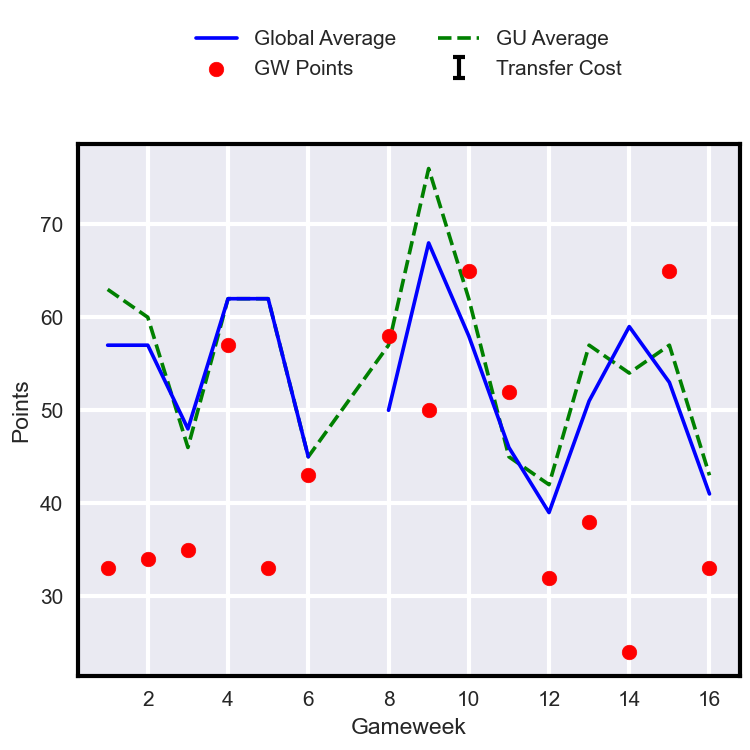 Global Average
GU Average
GW Points
Transfer Cost
70
60
50
40
30
Points
2 4 6 8 10 12 14 16
Gameweek